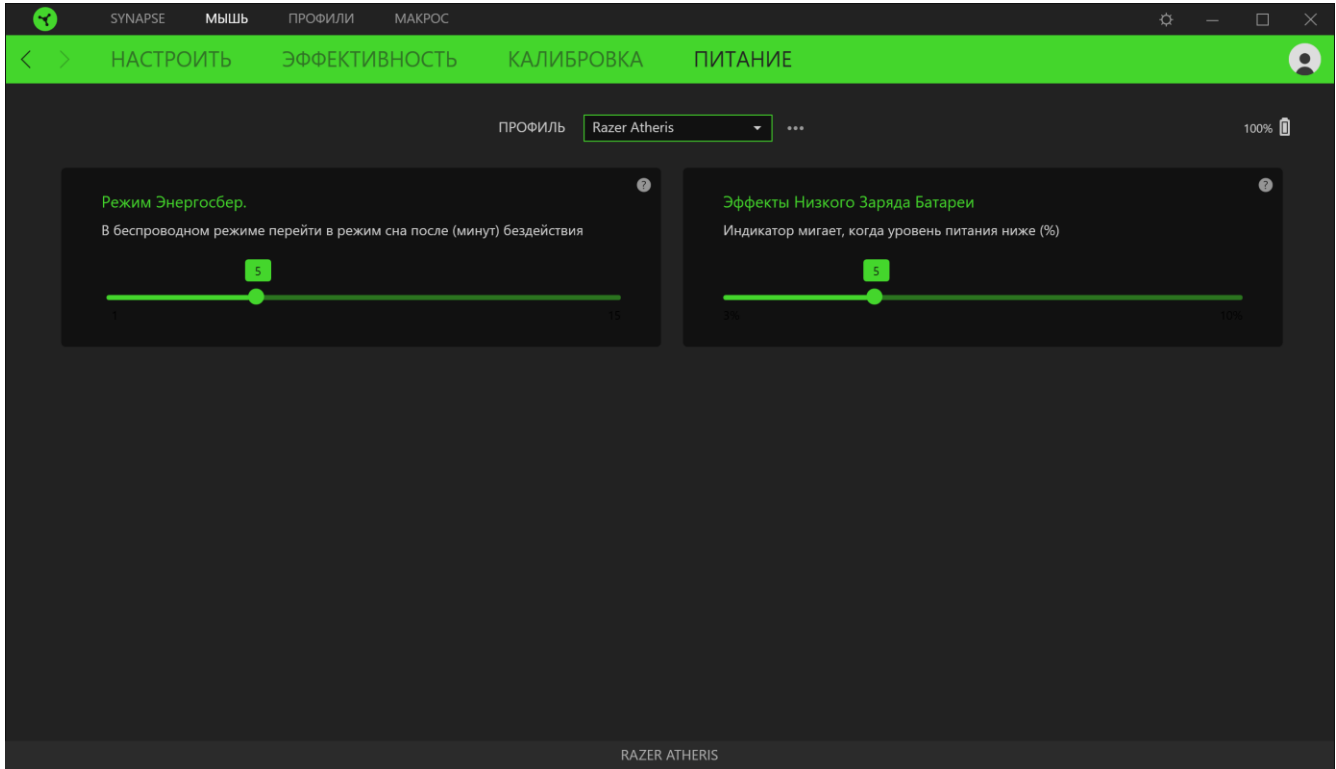 SYNAPSE МЫШЬ ПРОФИЛИ МАКРОС
НАСТРОИТЬ ЭФФЕКТИВНОСТЬ КАЛИБРОВКА ПИТАНИЕ
ПРОФИЛЬ Razer Atheris 100%
Режим Энергосбер.
В беспроводном режиме перейти в режим сна после (минут) бездействия
5
1 15
Эффекты Низкого Заряда Батареи
Индикатор мигает, когда уровень питания ниже (%)
5
3% 10%
RAZER ATHERIS